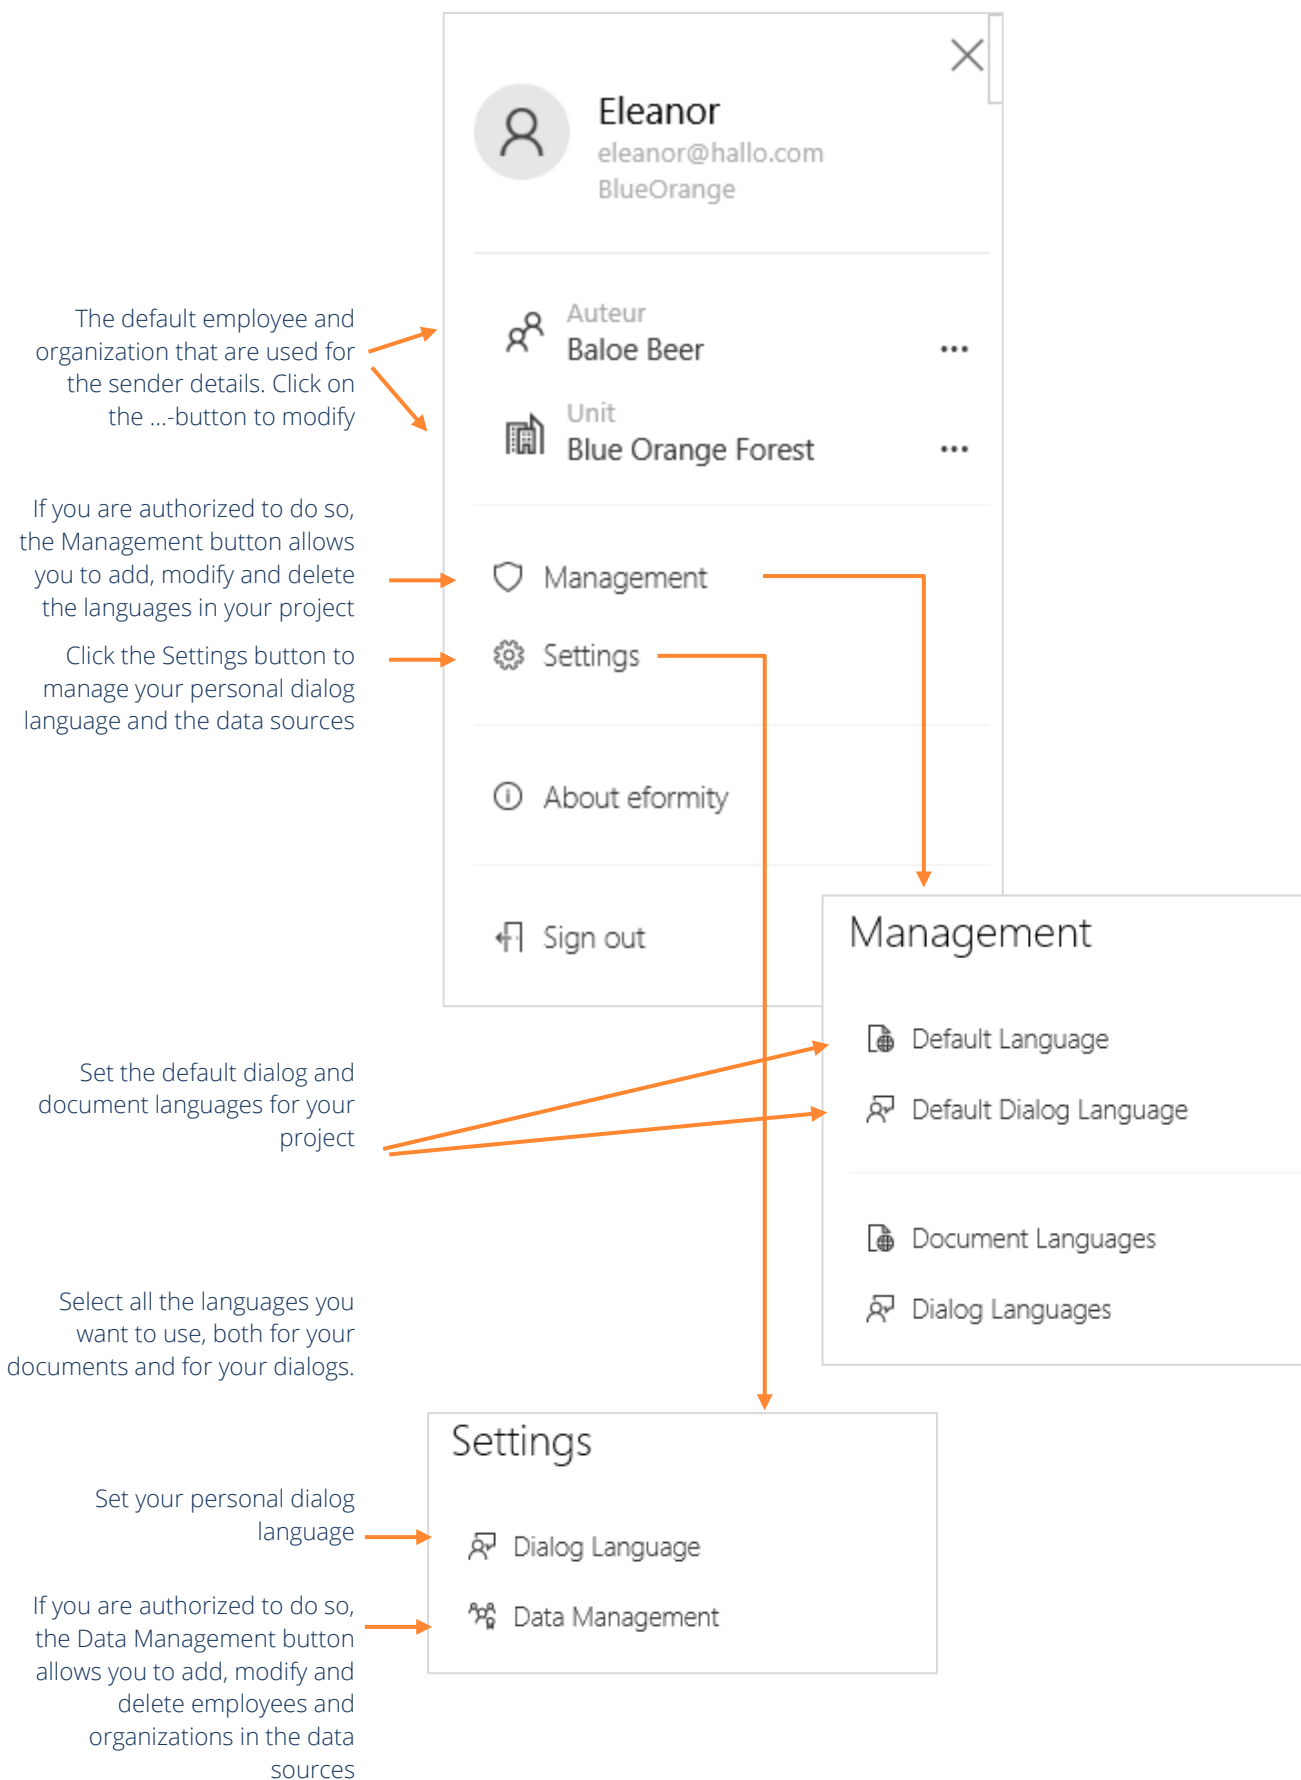 Eleanor
eleanor@hallo.com
BlueOrange
The default employee and
organization that are used for
the sender details. Click on
the ...-button to modify
Auteur
Baloe Beer
Unit
Blue Orange Forest
If you are authorized to do so,
the Management button allows
you to add, modify and delete
the languages in your project
Management
Click the Settings button to
manage your personal dialog
language and the data sources
Settings
About eformity
Sign out
Management
Default Language
Default Dialog Language
Set the default dialog and
document languages for your
project
Document Languages
Dialog Languages
Select all the languages you
want to use, both for your
documents and for your dialogs.
Settings
Set your personal dialog
language
Dialog Language
Data Management
If you are authorized to do so,
the Data Management button
allows you to add, modify and
delete employees and
organizations in the data
sources